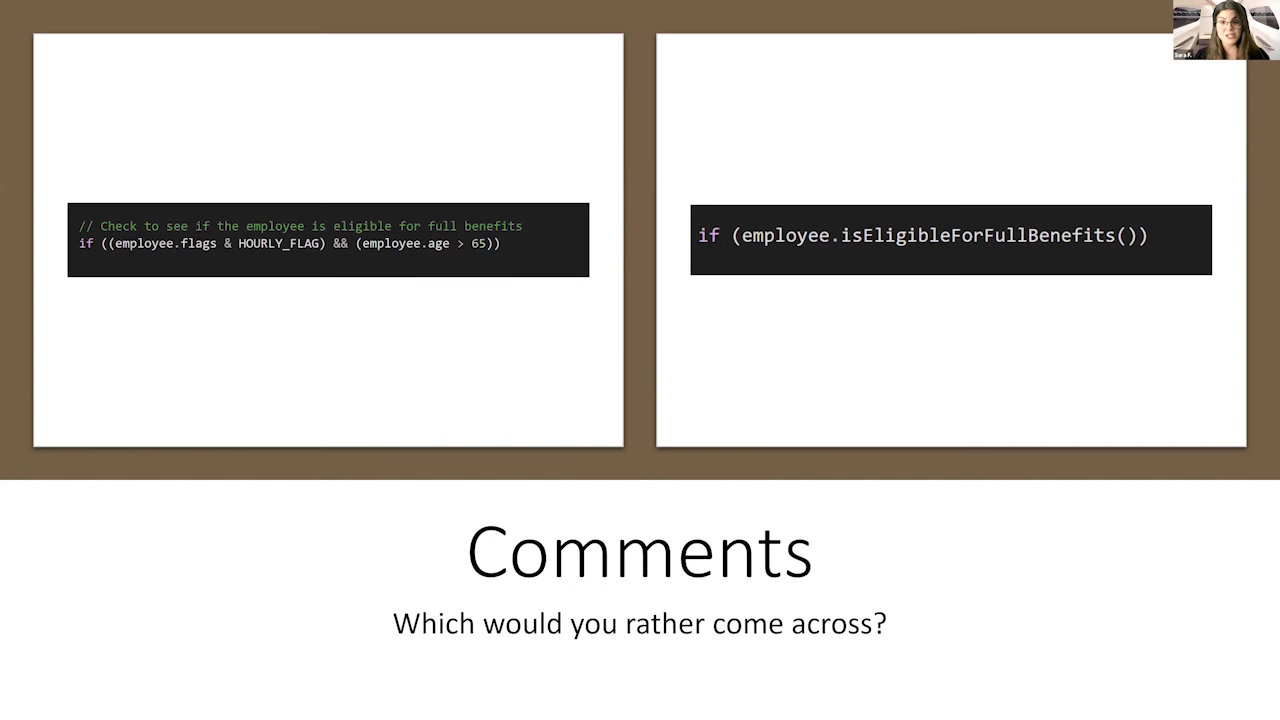 Sara F.
// Check to see if the employee is eligible for full benefits
if ((employee.flags & HOURLY_FLAG) && (employee.age > 65))
if (employee.isEligibleForFullBenefits())
Comments
Which would you rather come across?